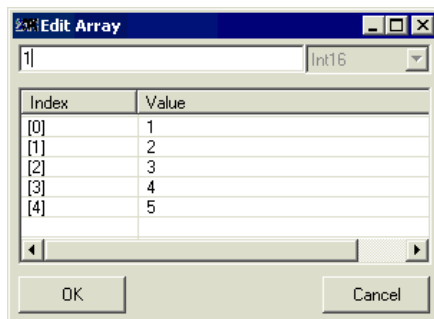 Edit Array
1 Int16
Index Value
[0] 1
[1] 2
[2] 3
[3] 4
[4] 5
OK Cancel